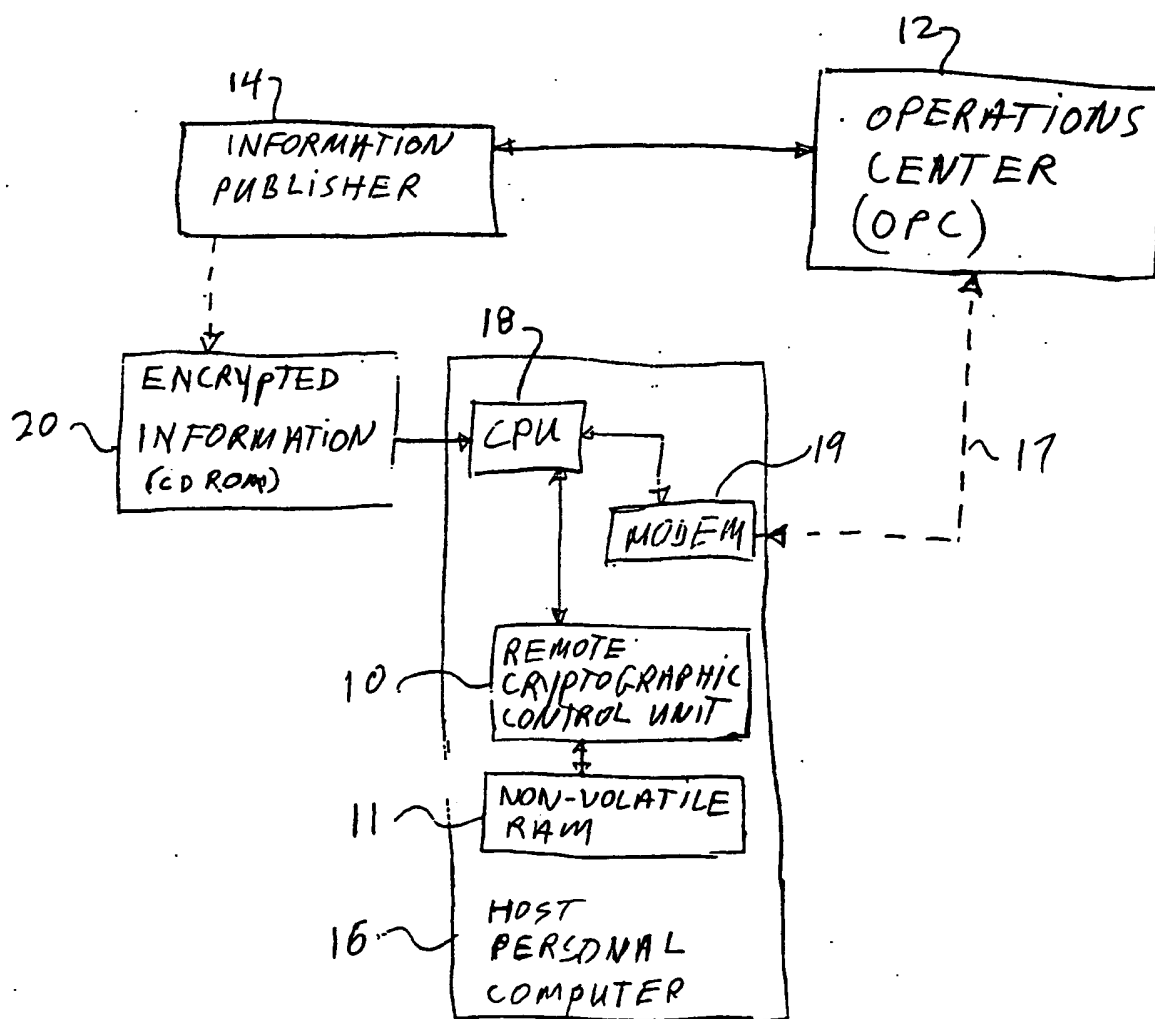 12
14
OPERATIONS
CENTER
(OPC)
INFORMATION
PUBLISHER
18
ENCRYPTED
INFORMATION
(CD ROM)
20
CPU
19
17
MODEM
REMOTE
CRYPTOGRAPHIC
CONTROL UNIT
10
NON-VOLATILE
RAM
11
HOST
PERSONAL
COMPUTER
16